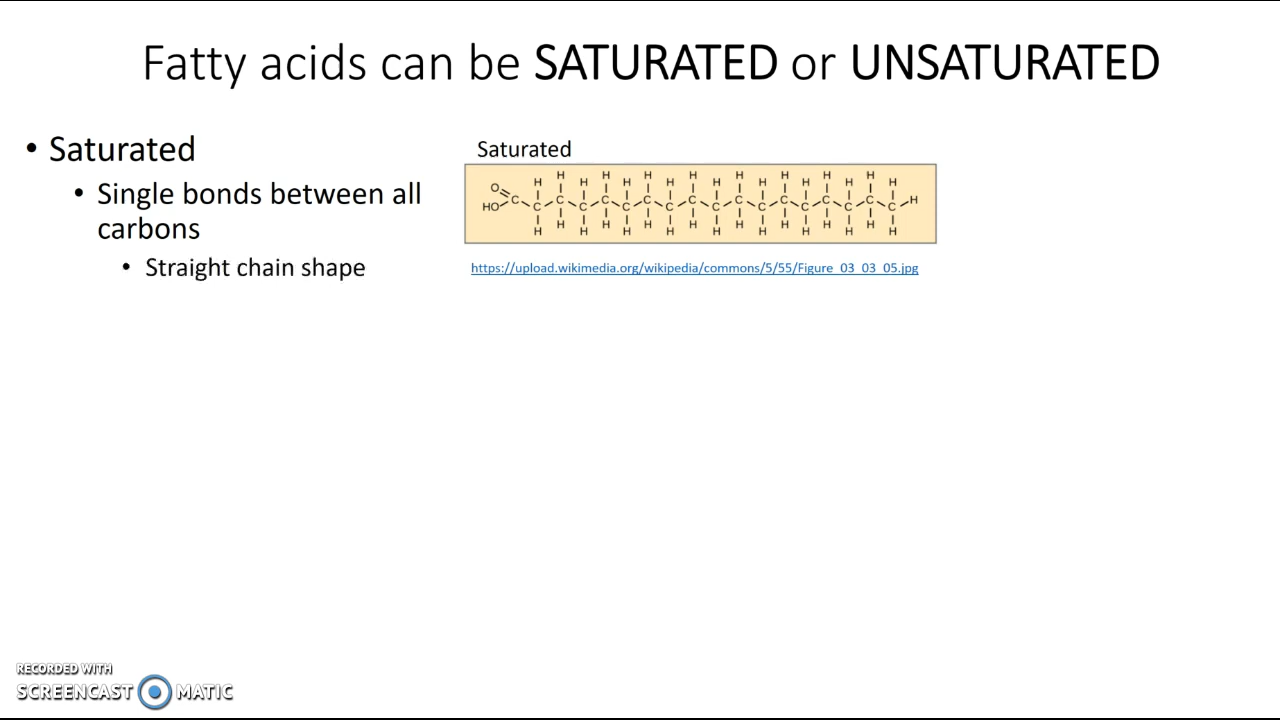 Fatty acids can be SATURATED or UNSATURATED
• Saturated
• Single bonds between all
carbons
• Straight chain shape
Saturated
H H H H H H H H
H H H H H H H H H
O
HO C C C C C C C C C C C C C C C C C C H
H H H H H H H H
H H H H H H H H H
https://upload.wikimedia.org/wikipedia/commons/5/55/Figure_03_03_05.jpg
RECORDED WITH
SCREENCAST MATIC